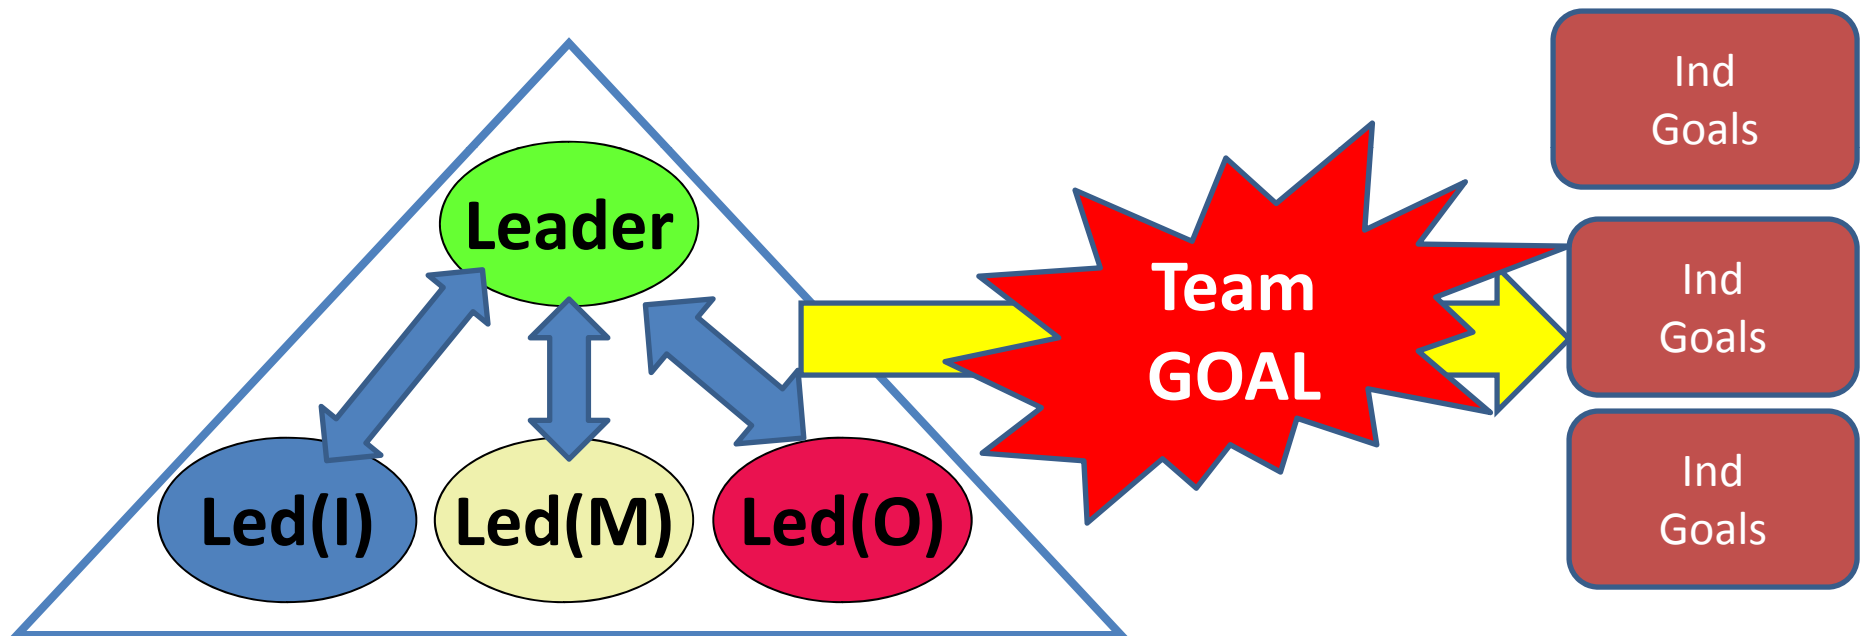 Leader
Led(I)
Led(M)
Led(O)
Team
GOAL
Ind
Goals
Ind
Goals
Ind
Goals